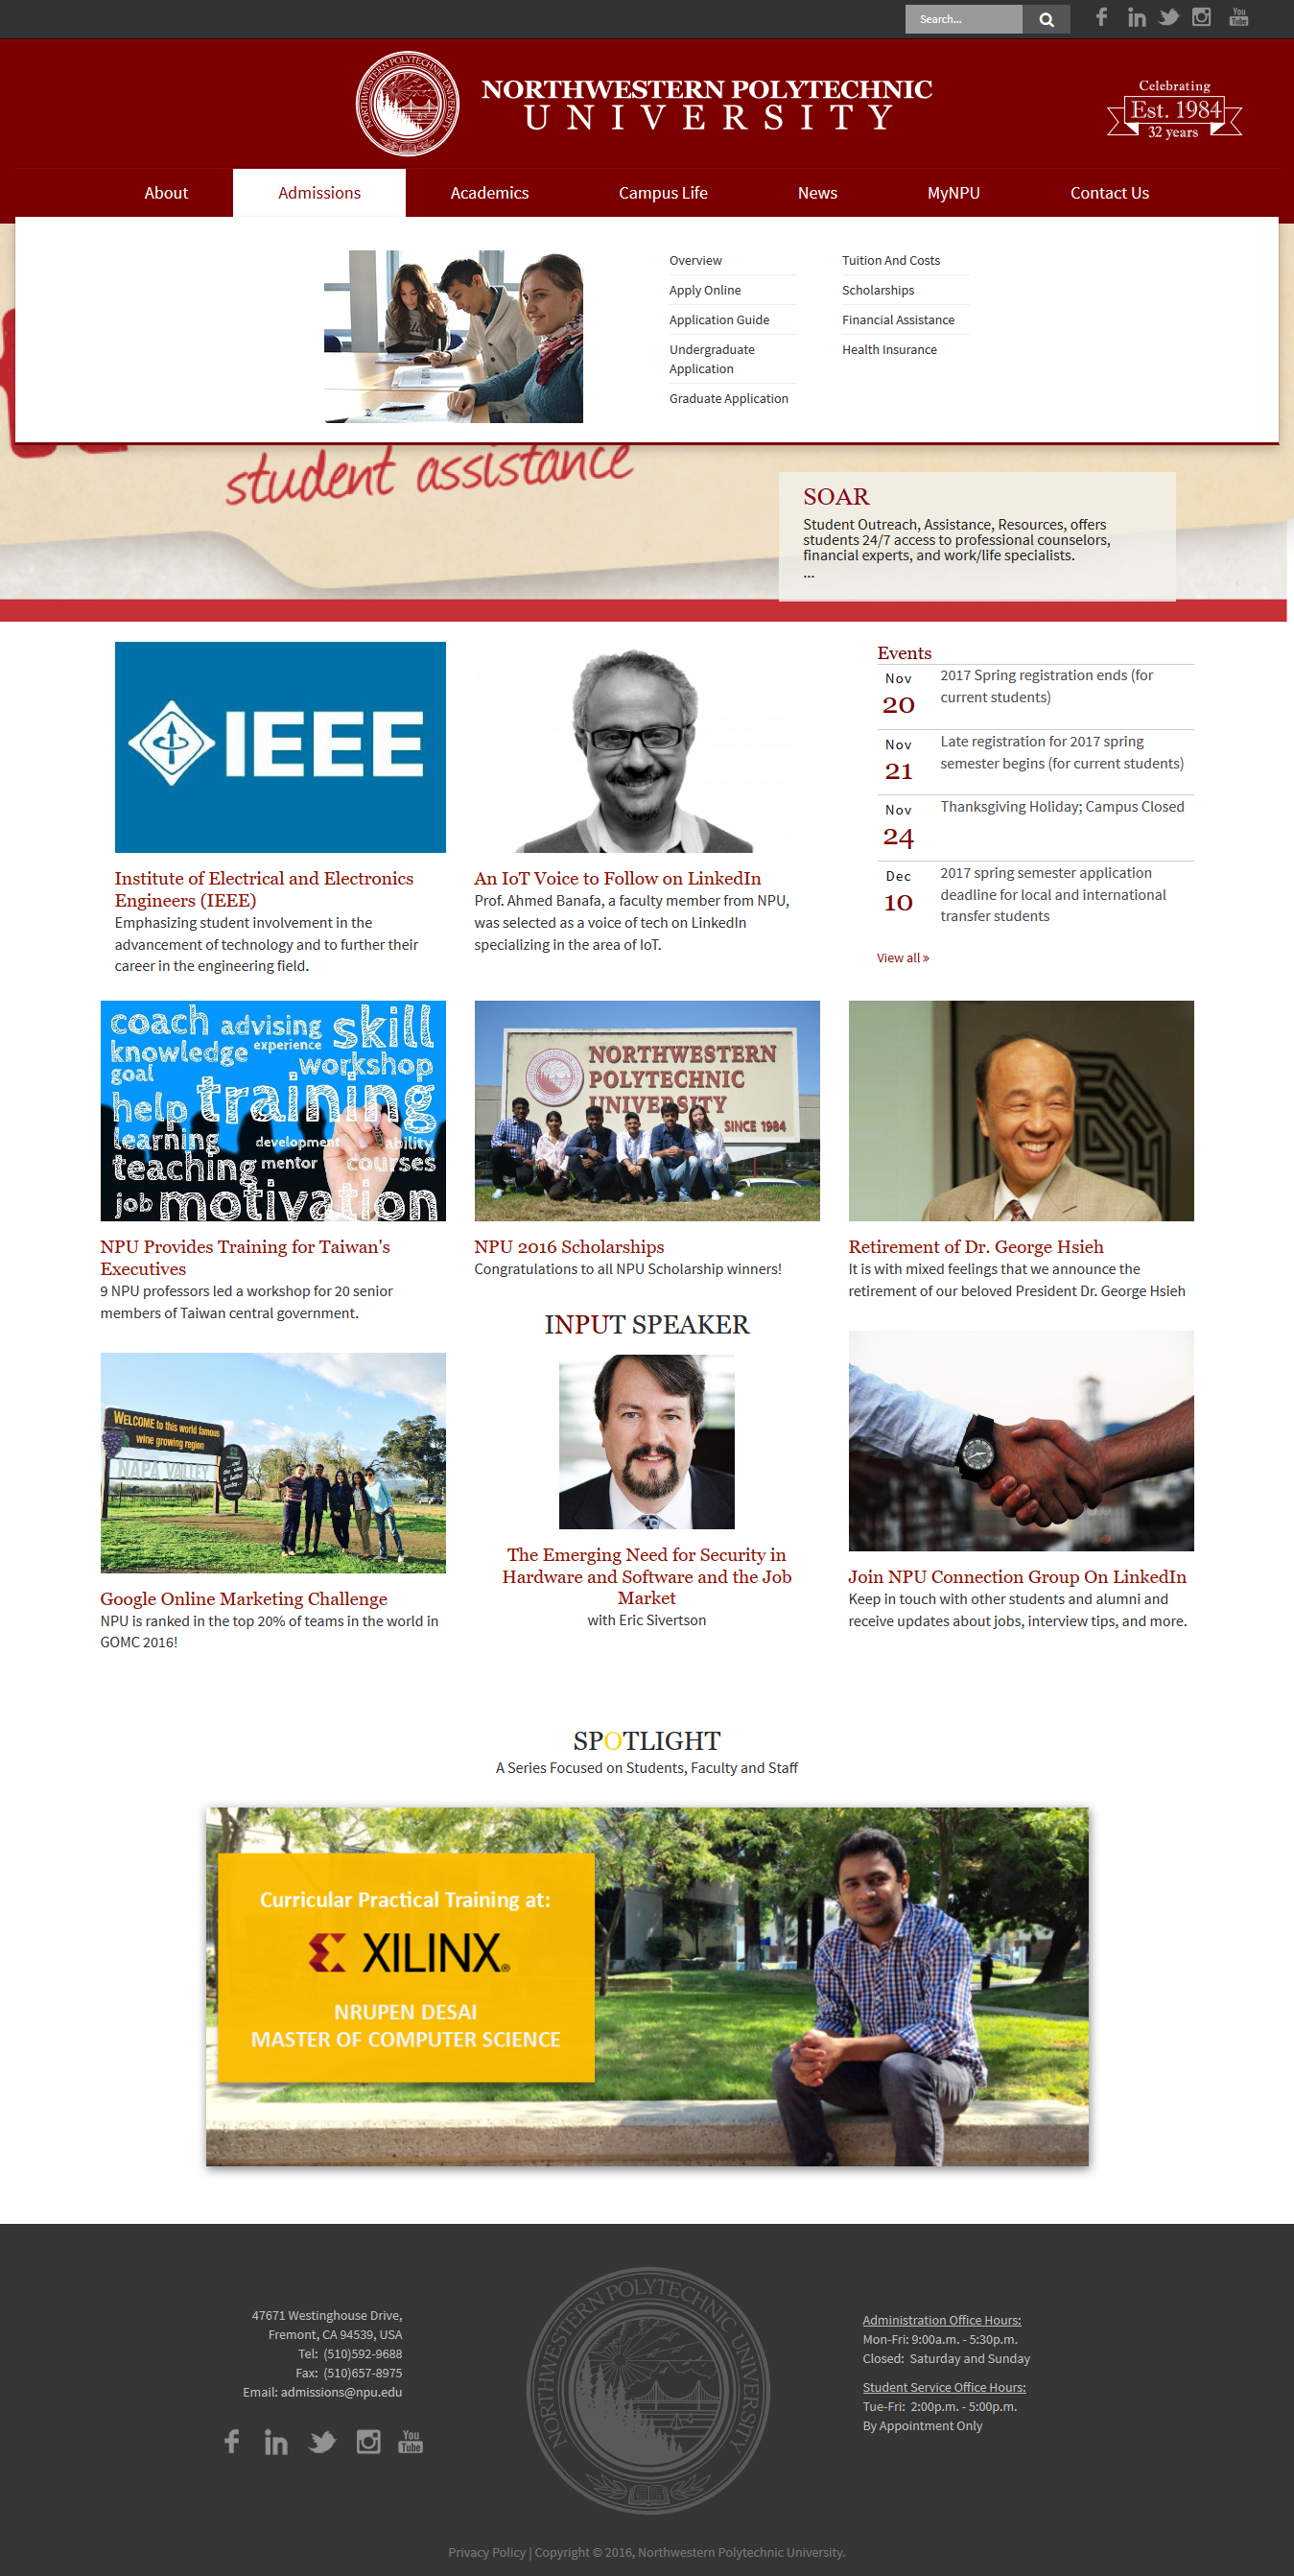 Search...
You
Tube
NORTHWESTERN POLYTECHNIC UNIVERSITY
NORTHWESTERN POLYTECHNIC
UNIVERSITY
Celebrating
Est. 1984
32 years
About
Admissions
Academics
Campus Life
News
MyNPU
Contact Us
Overview
Apply Online
Application Guide
Undergraduate
Application
Graduate Application
Tuition And Costs
Scholarships
Financial Assistance
Health Insurance
student assistance
SOAR
Student Outreach, Assistance, Resources, offers
students 24/7 access to professional counselors,
financial experts, and work/life specialists.
...
IEEE
Institute of Electrical and Electronics
Engineers (IEEE)
Emphasizing student involvement in the
advancement of technology and to further their
career in the engineering field.
An IoT Voice to Follow on LinkedIn
Prof. Ahmed Banafa, a faculty member from NPU,
was selected as a voice of tech on LinkedIn
specializing in the area of IoT.
Events
Nov
20
2017 Spring registration ends (for
current students)
Nov
21
Late registration for 2017 spring
semester begins (for current students)
Nov
24
Thanksgiving Holiday; Campus Closed
Dec
10
2017 spring semester application
deadline for local and international
transfer students
View all »
coach advising skill
knowledge experience workshop
goal
help training
learning development ability
teaching mentor courses
job motivation
NPU Provides Training for Taiwan's
Executives
9 NPU professors led a workshop for 20 senior
members of Taiwan central government.
NORTHWESTERN
POLYTECHNIC
UNIVERSITY
SINCE 1984
NPU 2016 Scholarships
Congratulations to all NPU Scholarship winners!
Retirement of Dr. George Hsieh
It is with mixed feelings that we announce the
retirement of our beloved President Dr. George Hsieh
WELCOME to this world famous
wine growing region
NAPA VALLEY
Google Online Marketing Challenge
NPU is ranked in the top 20% of teams in the world in
GOMC 2016!
INPUT SPEAKER
The Emerging Need for Security in
Hardware and Software and the Job
Market
with Eric Sivertson
Join NPU Connection Group On LinkedIn
Keep in touch with other students and alumni and
receive updates about jobs, interview tips, and more.
SPOTLIGHT
A Series Focused on Students, Faculty and Staff
Curricular Practical Training at:
XILINX®
NRUPEN DESAI
MASTER OF COMPUTER SCIENCE
47671 Westinghouse Drive,
Fremont, CA 94539, USA
Tel: (510)592-9688
Fax: (510)657-8975
Email: admissions@npu.edu
You
Tube
NORTHWESTERN POLYTECHNIC UNIVERSITY
Administration Office Hours:
Mon-Fri: 9:00a.m. - 5:30p.m.
Closed: Saturday and Sunday
Student Service Office Hours:
Tue-Fri: 2:00p.m. - 5:00p.m.
By Appointment Only
Privacy Policy | Copyright © 2016, Northwestern Polytechnic University.